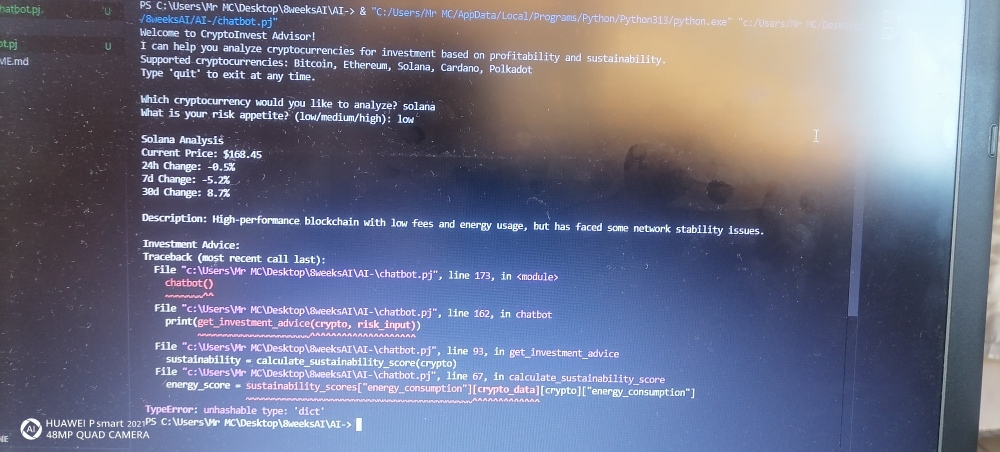 hatbot.pj U
ot.pj U
ME.md
PS C:\Users\Mr MC\Desktop\8weeksAI\AI-> & "C:/Users/Mr MC/AppData/Local/Programs/Python/Python313/python.exe" "c:/Users/Mr MC/Desktop
/8weeksAI/AI-/chatbot.pj"
Welcome to CryptoInvest Advisor!
I can help you analyze cryptocurrencies for investment based on profitability and sustainability.
Supported cryptocurrencies: Bitcoin, Ethereum, Solana, Cardano, Polkadot
Type 'quit' to exit at any time.
Which cryptocurrency would you like to analyze? solana
What is your risk appetite? (low/medium/high): low
Solana Analysis
Current Price: $168.45
24h Change: -0.5%
7d Change: -5.2%
30d Change: 8.7%
Description: High-performance blockchain with low fees and energy usage, but has faced some network stability issues.
Investment Advice:
Traceback (most recent call last):
File "c:\Users\Mr MC\Desktop\8weeksAI\AI-\chatbot.pj", line 173, in <module>
chatbot()
~~~~~~~^^
File "c:\Users\Mr MC\Desktop\8weeksAI\AI-\chatbot.pj", line 162, in chatbot
print(get_investment_advice(crypto, risk_input))
~~~~~~~~~~~~~~~~~~~~~^^^^^^^^^^^^^^^^^^^^
File "c:\Users\Mr MC\Desktop\8weeksAI\AI-\chatbot.pj", line 93, in get_investment_advice
sustainability = calculate_sustainability_score(crypto)
File "c:\Users\Mr MC\Desktop\8weeksAI\AI-\chatbot.pj", line 67, in calculate_sustainability_score
energy_score = sustainability_scores["energy_consumption"][crypto_data][crypto]["energy_consumption"]
~~~~~~~~~~~~~~~~~~~~~~~~~~~~~~~~~~~~~~~~~~~^^^^^^^^^^^^^
TypeError: unhashable type: 'dict'
PS C:\Users\Mr MC\Desktop\8weeksAI\AI->
NE
AI
HUAWEI P smart 2021
48MP QUAD CAMERA